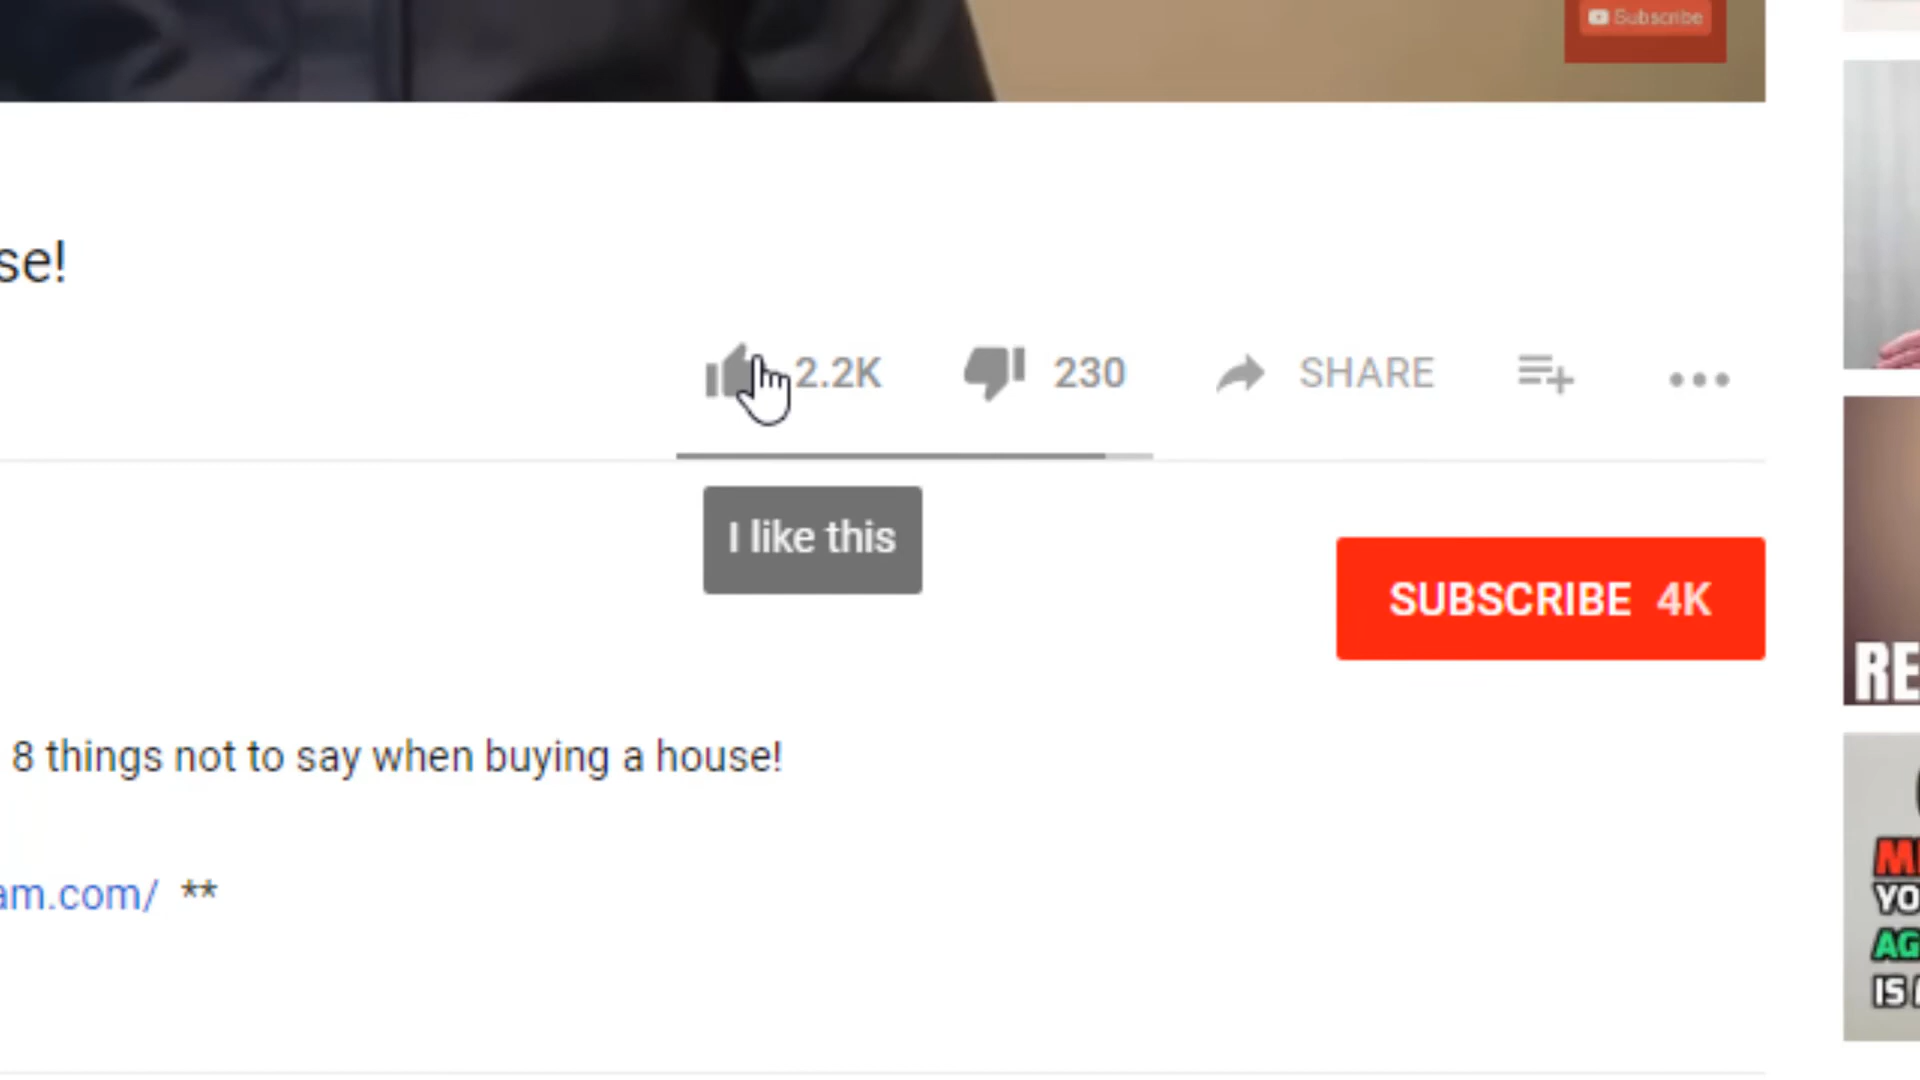 Subscribe
se!
2.2K 230 SHARE
I like this
SUBSCRIBE 4K
8 things not to say when buying a house!
am.com/ **
RE
YO
AG
IS